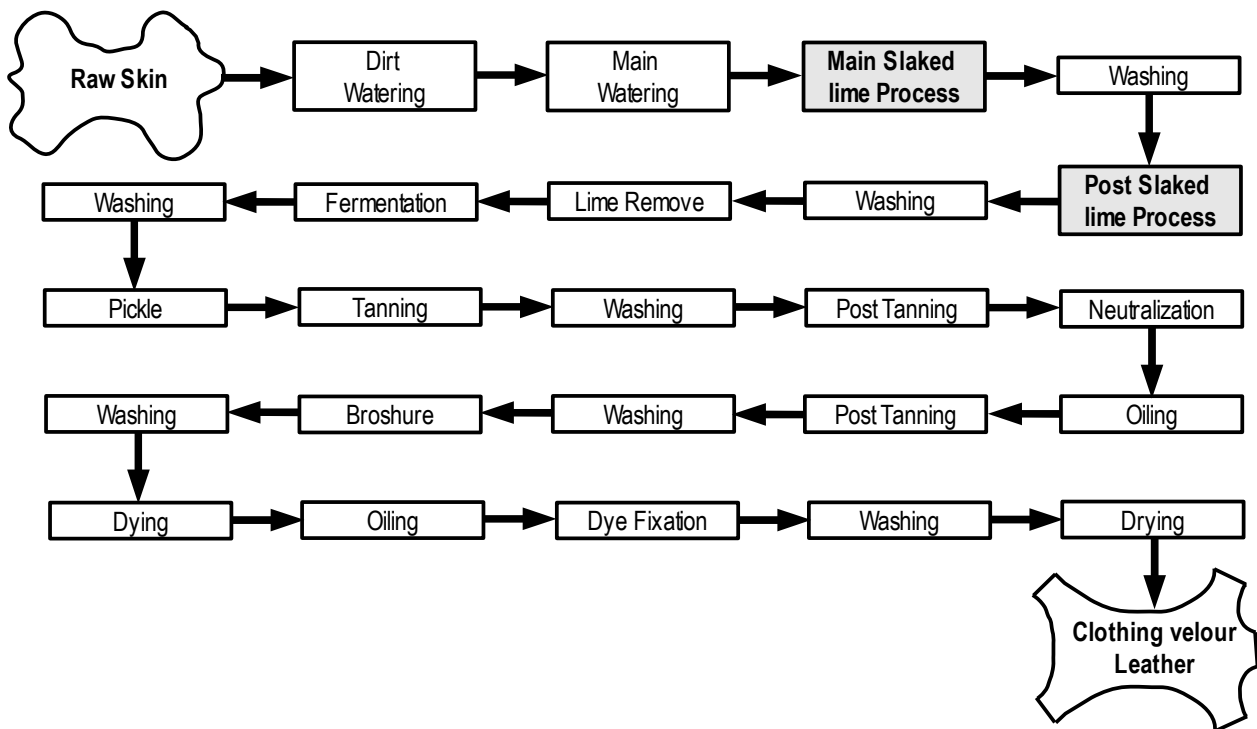 Raw Skin
Dirt
Watering
Main
Watering
Main Slaked
lime Process
Washing
Post Slaked
lime Process
Washing
Lime Remove
Fermentation
Washing
Pickle
Tanning
Washing
Post Tanning
Neutralization
Oiling
Post Tanning
Washing
Broshure
Washing
Dying
Oiling
Dye Fixation
Washing
Drying
Clothing velour
Leather